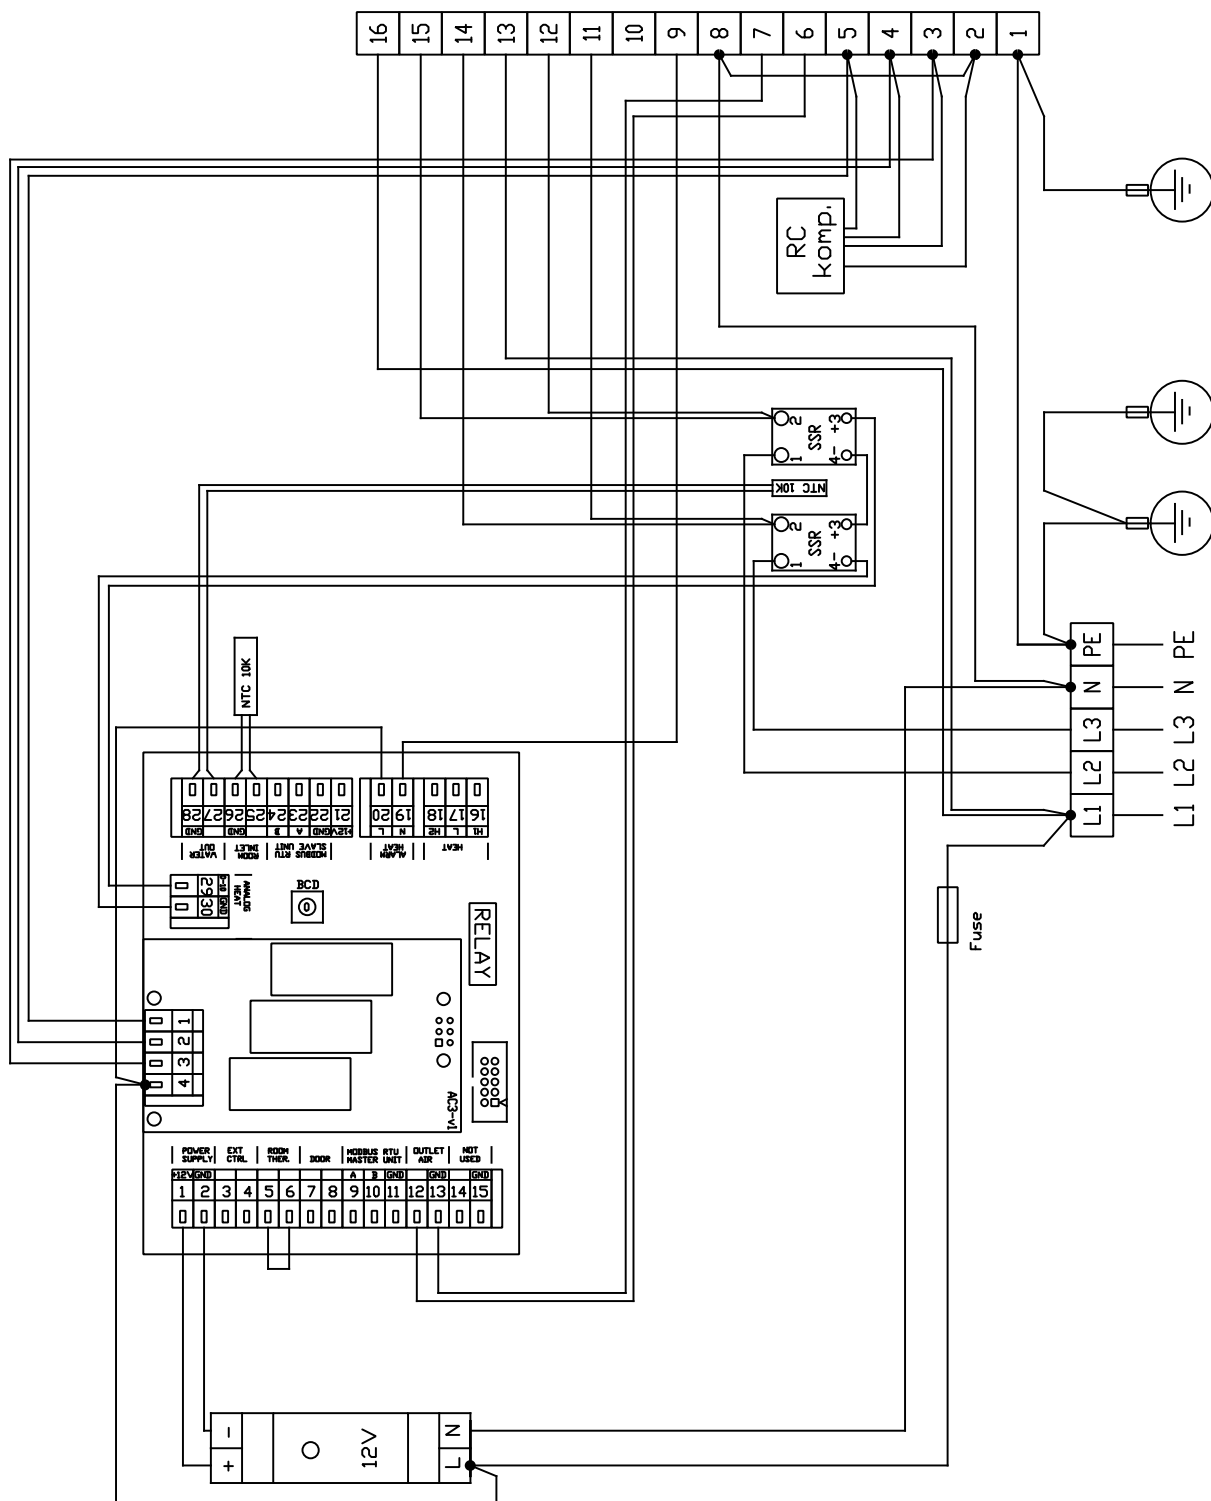 16 15 14 13 12 11 10 9 8 7 6 5 4 3 2 1
RC
komp.
2 +3
SSR
1 4-
NTC 10K
2 +3
SSR
1 4-
PE PE
N N
L3 L3
L2 L2
L1 L1
Fuse
NTC 10K
28 27 26 25 24 23 22 21 20 19 18 17 16
GND GND B A GND +12V L N H2 L H1
WATER OUT
ROOM INLET
MODBUS RTU
SLAVE UNIT
ALARM HEAT
HEAT
29 30
0-10 GND
ANALOG
HEAT
BCD
0
RELAY
1
2
3
4
AC3-v1
POWER SUPPLY
EXT CTRL
ROOM THER.
DOOR
MODBUS RTU
MASTER UNIT
OUTLET AIR
NOT USED
+12V GND A B GND GND GND
1 2 3 4 5 6 7 8 9 10 11 12 13 14 15
- +
12V
N
L